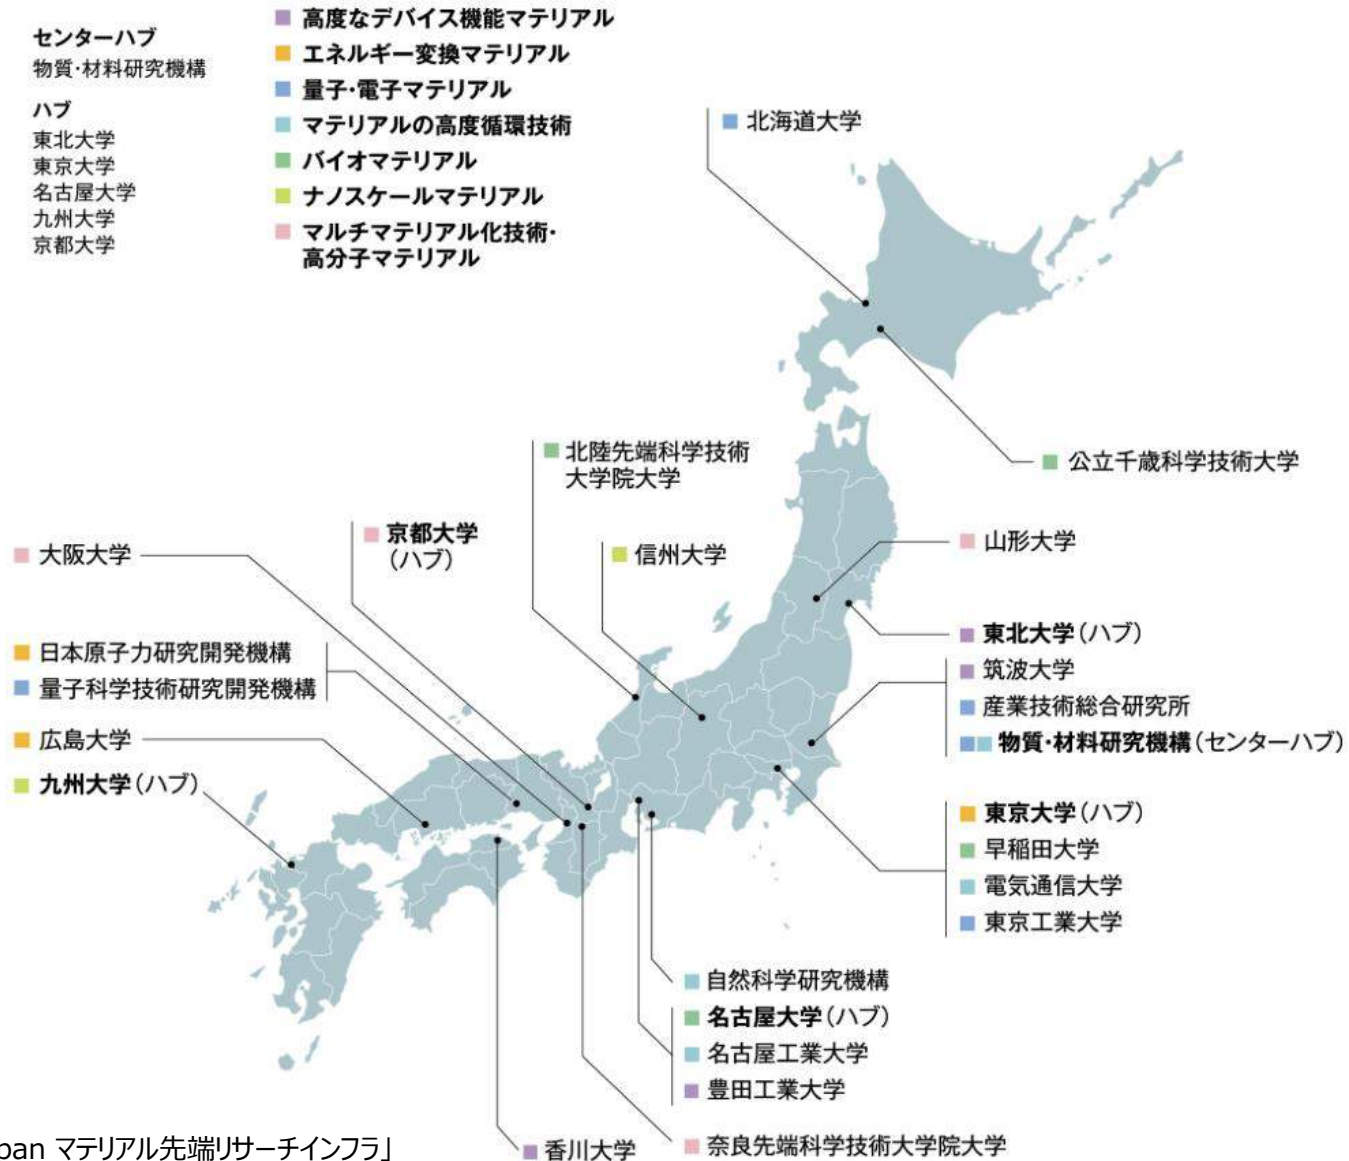 センターハブ
物質・材料研究機構
ハブ
東北大学
東京大学
名古屋大学
九州大学
京都大学
高度なデバイス機能マテリアル
エネルギー変換マテリアル
量子・電子マテリアル
マテリアルの高度循環技術
バイオマテリアル
ナノスケールマテリアル
マルチマテリアル化技術・
高分子マテリアル
北海道大学
公立千歳科学技術大学
北陸先端科学技術
大学院大学
京都大学
(ハブ)
信州大学
大阪大学
山形大学
東北大学(ハブ)
日本原子力研究開発機構
量子科学技術研究開発機構
筑波大学
産業技術総合研究所
物質・材料研究機構(センターハブ)
広島大学
九州大学(ハブ)
東京大学(ハブ)
早稲田大学
電気通信大学
東京工業大学
自然科学研究機構
名古屋大学(ハブ)
名古屋工業大学
豊田工業大学
香川大学
奈良先端科学技術大学院大学
pan マテリアル先端リサーチインフラ」